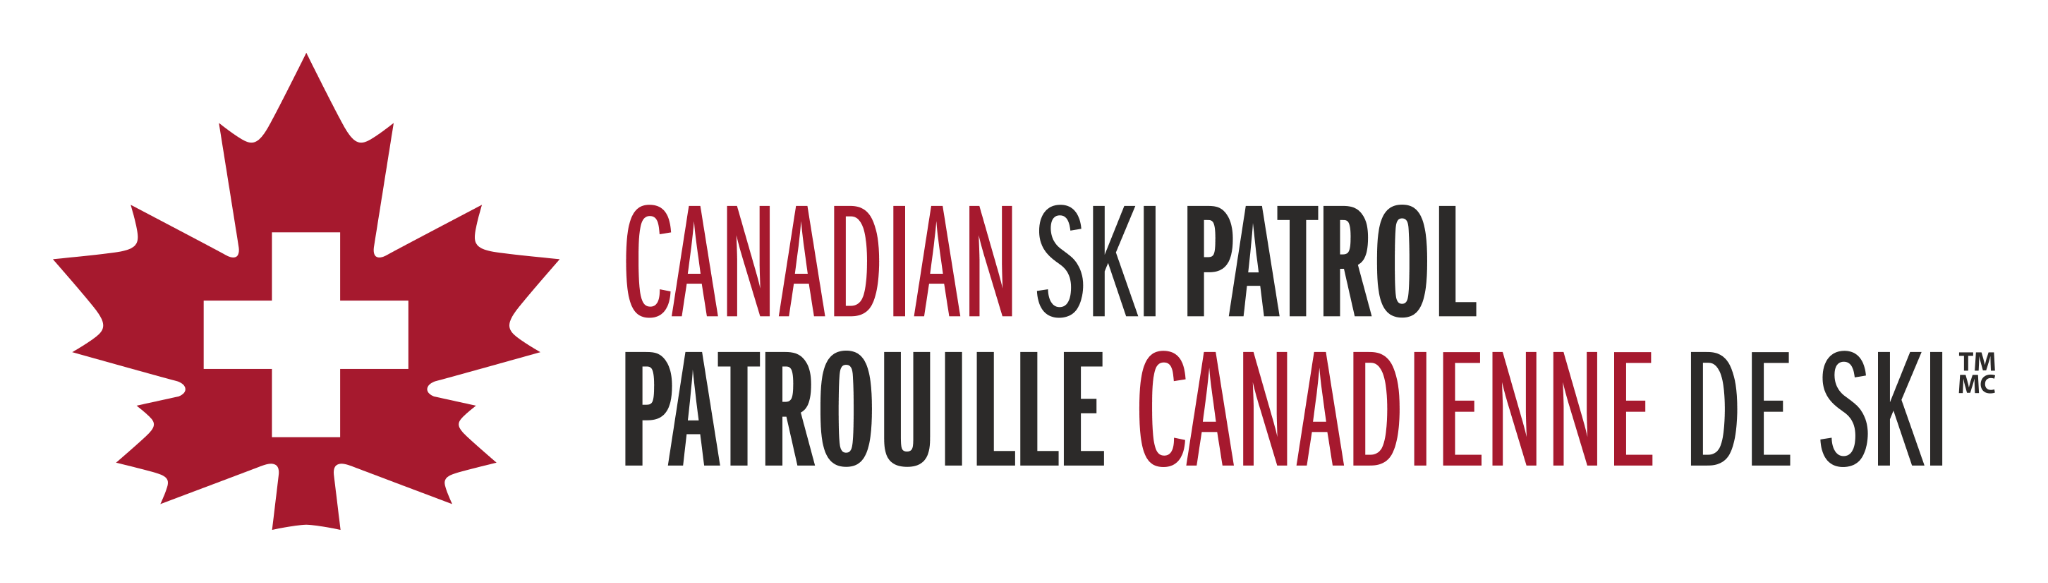 CANADIAN SKI PATROL
PATROUILLE CANADIENNE DE SKI TM MC